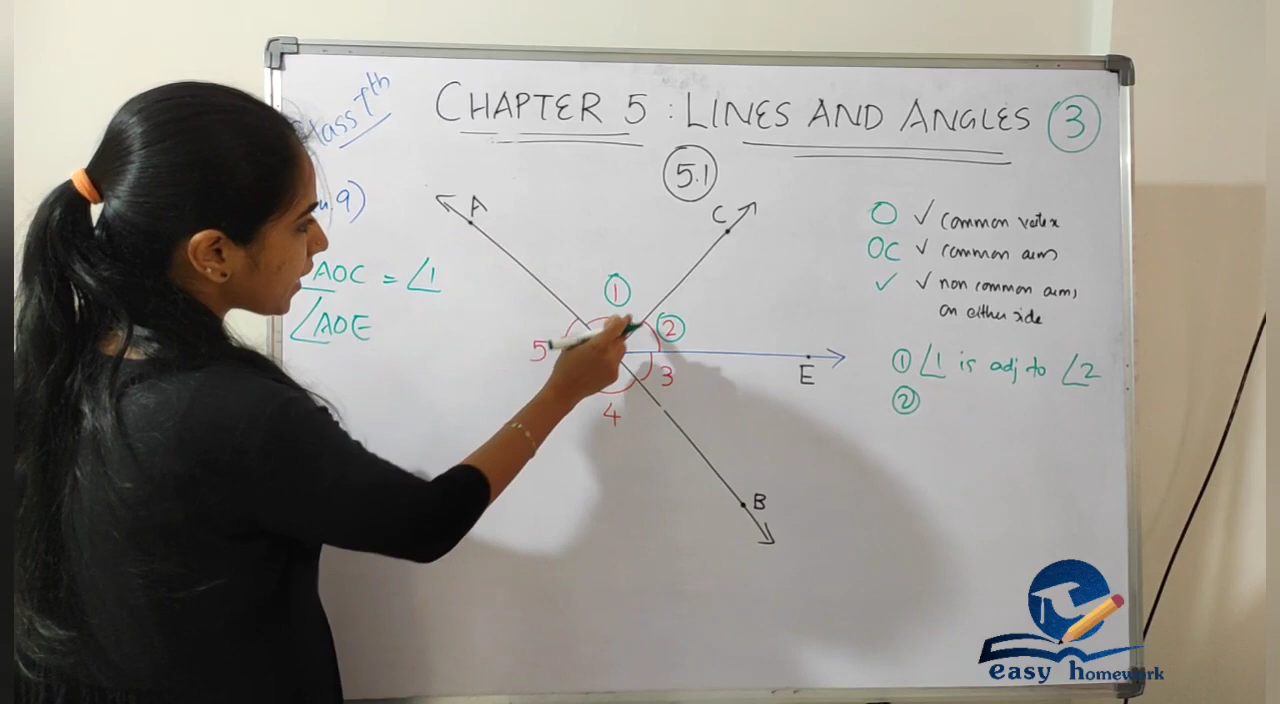 Class 7th
CHAPTER 5 : LINES AND ANGLES 3
5.1
9)
AOC = ∠1
∠AOE
A
C
1
2
5
3
4
E
B
O ✓ common vertex
OC ✓ common arms
✓ ✓ non common arms
on either side
① ∠1 is adj to ∠2
②
easy homework